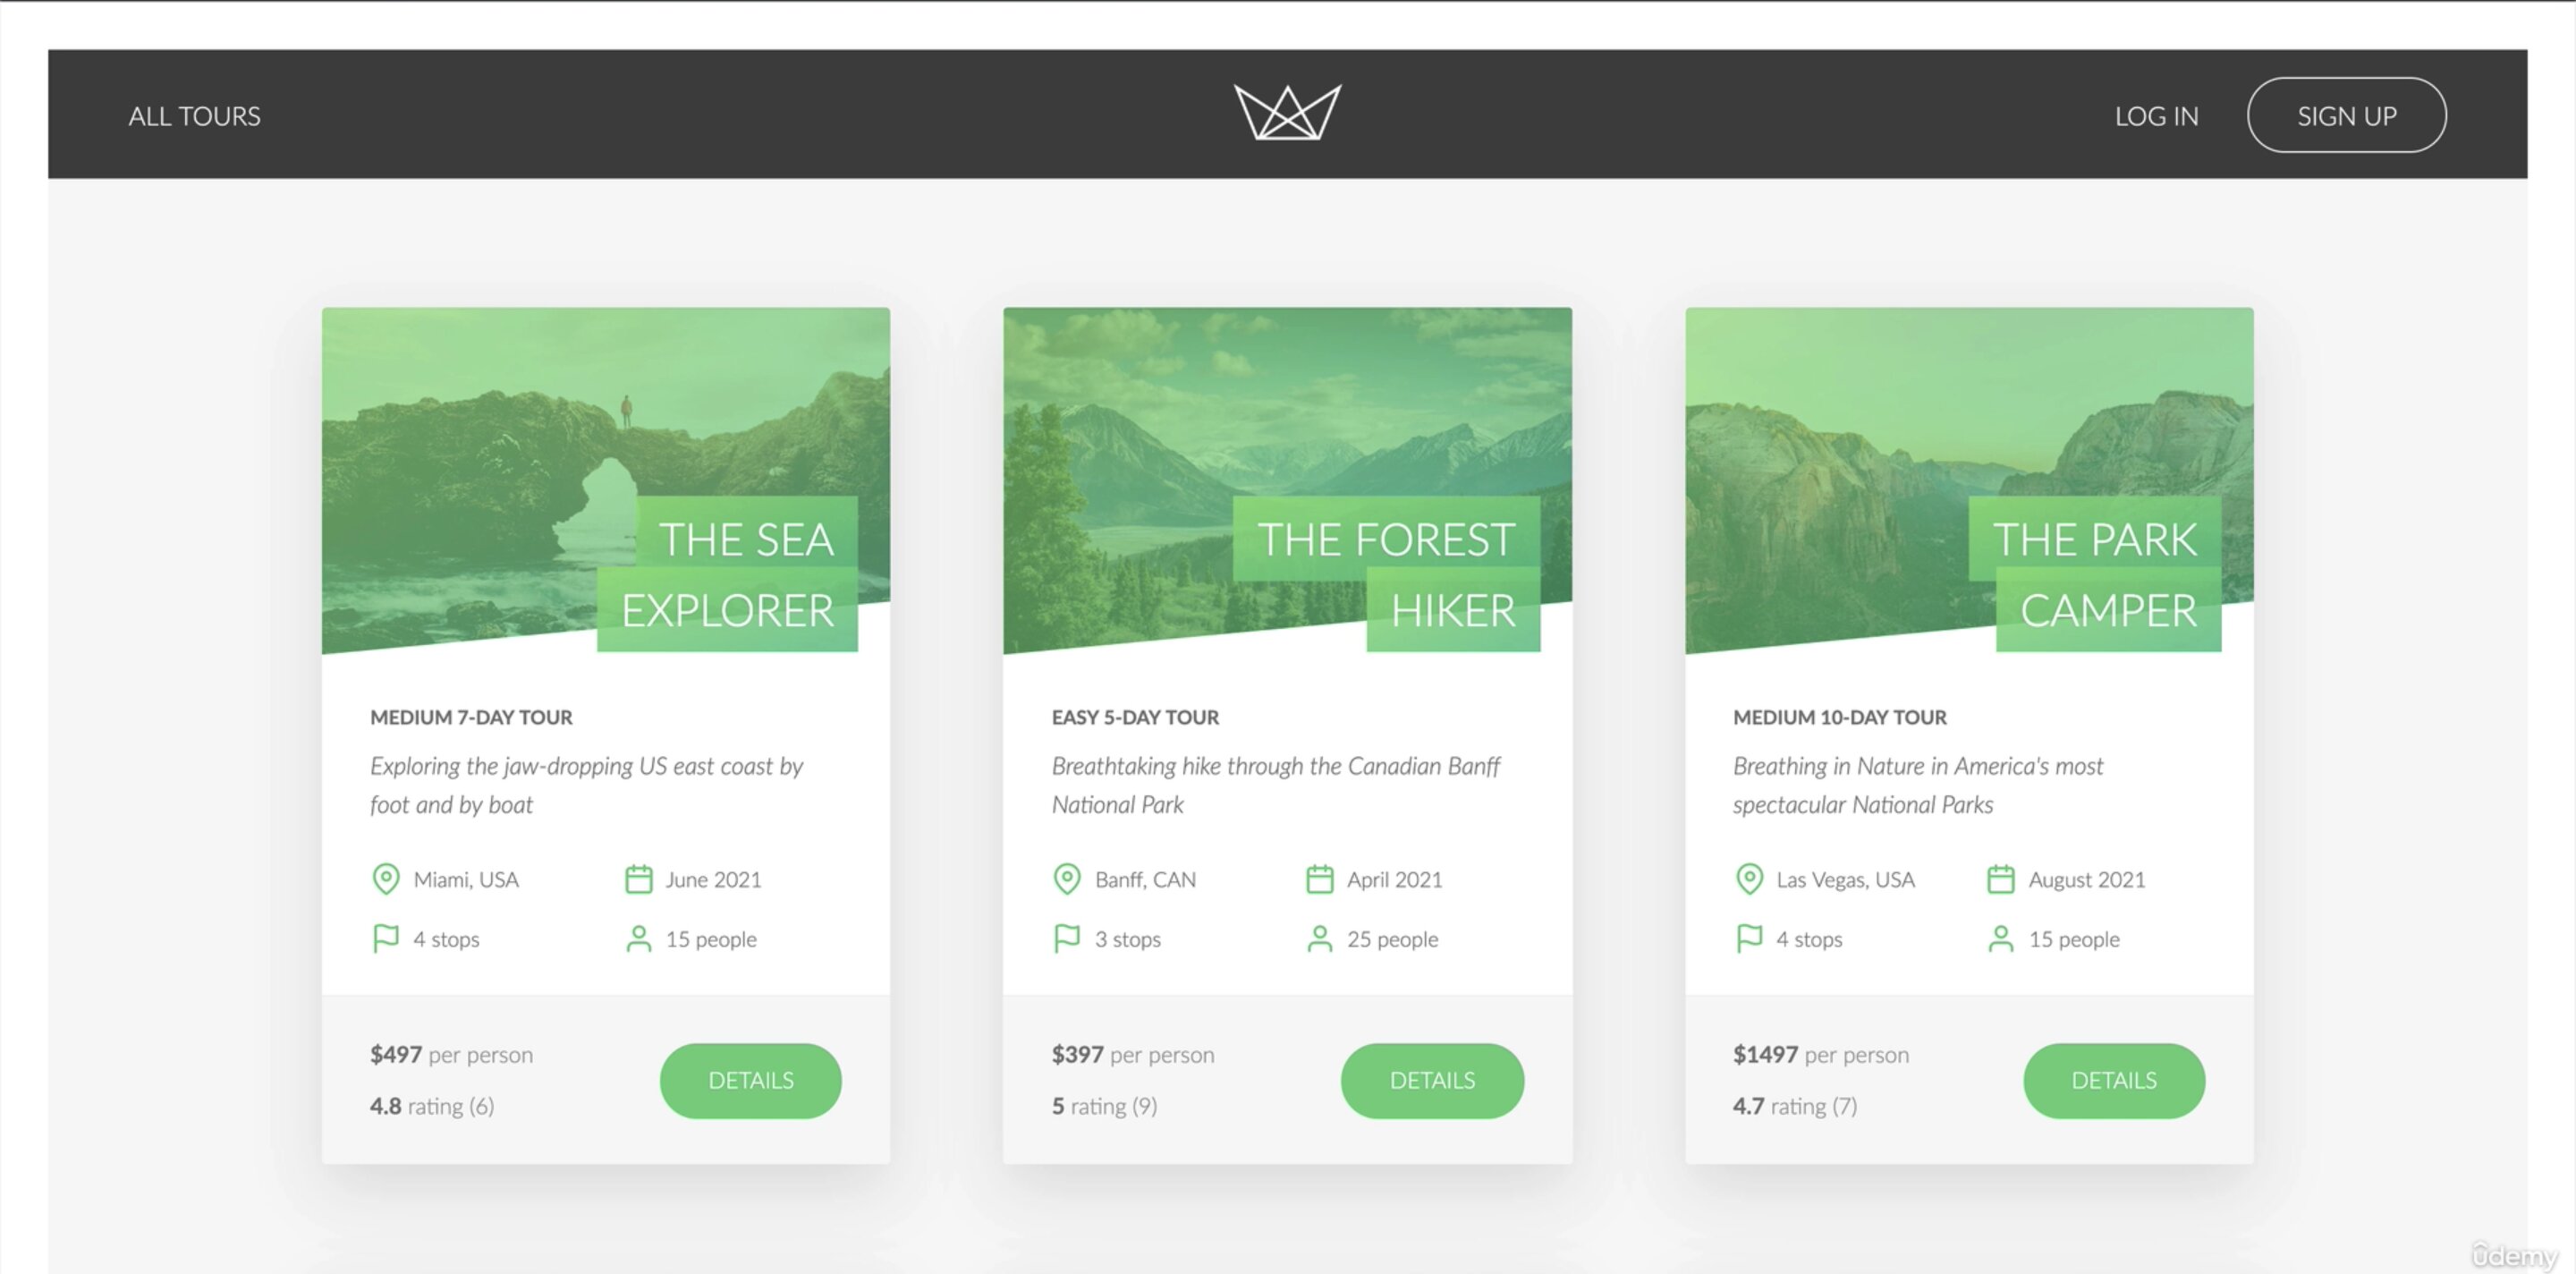 ALL TOURS
LOG IN
SIGN UP
THE SEA
EXPLORER
MEDIUM 7-DAY TOUR
Exploring the jaw-dropping US east coast by
foot and by boat
Miami, USA
June 2021
4 stops
15 people
$497 per person
4.8 rating (6)
DETAILS
THE FOREST
HIKER
EASY 5-DAY TOUR
Breathtaking hike through the Canadian Banff
National Park
Banff, CAN
April 2021
3 stops
25 people
$397 per person
5 rating (9)
DETAILS
THE PARK
CAMPER
MEDIUM 10-DAY TOUR
Breathing in Nature in America's most
spectacular National Parks
Las Vegas, USA
August 2021
4 stops
15 people
$1497 per person
4.7 rating (7)
DETAILS
ûdemy